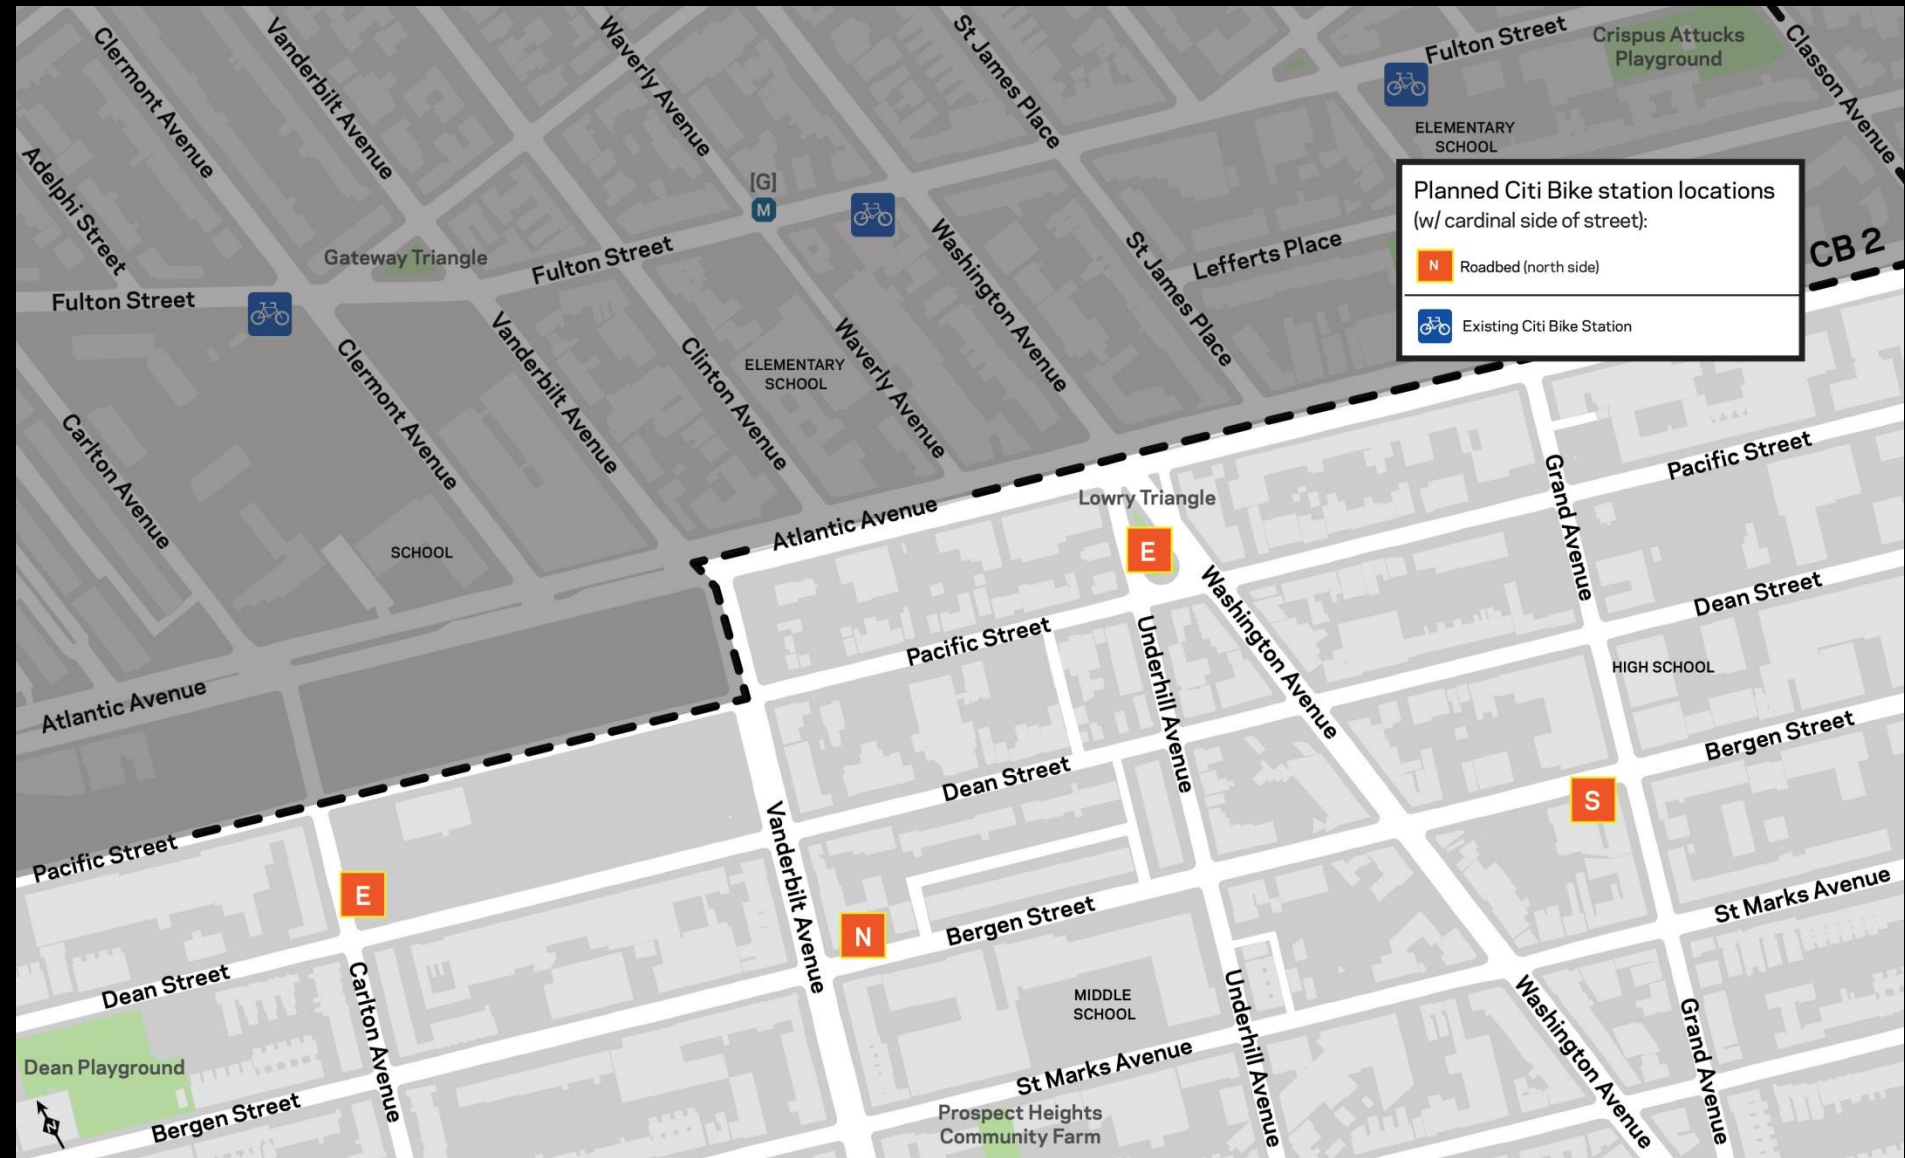 Clermont Avenue
Vanderbilt Avenue
Waverly Avenue
St James Place
Fulton Street
Crispus Attucks
Playground
Classon Avenue
ELEMENTARY
SCHOOL
Adelphi Street
[G]
M
Planned Citi Bike station locations
(w/ cardinal side of street):
N Roadbed (north side)
Existing Citi Bike Station
CB 2
Gateway Triangle
Fulton Street
Fulton Street
Washington Avenue
St James Place
Lefferts Place
Clermont Avenue
Vanderbilt Avenue
Clinton Avenue
ELEMENTARY
SCHOOL
Waverly Avenue
Carlton Avenue
SCHOOL
Atlantic Avenue
Lowry Triangle
E
Grand Avenue
Pacific Street
Washington Avenue
Dean Street
Pacific Street
Underhill Avenue
HIGH SCHOOL
Atlantic Avenue
Bergen Street
Dean Street
S
Pacific Street
Vanderbilt Avenue
E
N
Bergen Street
St Marks Avenue
Dean Street
Carlton Avenue
MIDDLE
SCHOOL
Underhill Avenue
Washington Avenue
Grand Avenue
Dean Playground
St Marks Avenue
Bergen Street
Prospect Heights
Community Farm
N